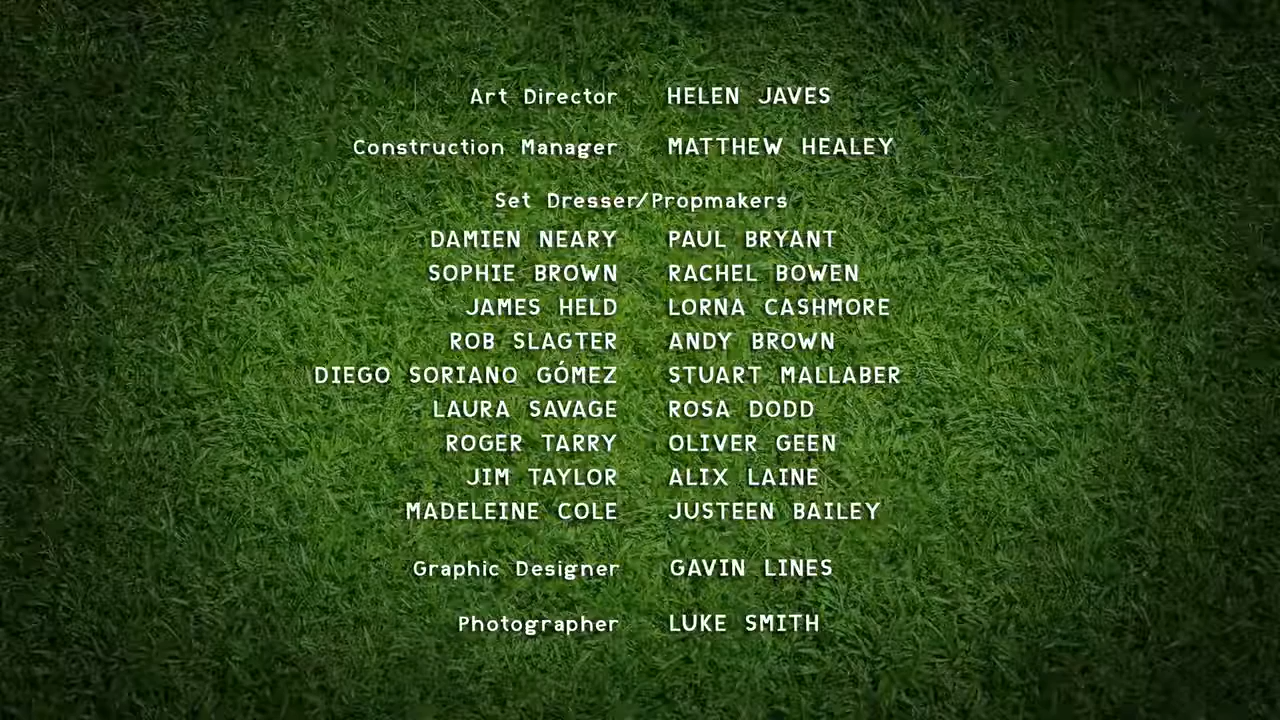 Art Director HELEN JAVES
Construction Manager MATTHEW HEALEY
Set Dresser/Propmakers
DAMIEN NEARY PAUL BRYANT
SOPHIE BROWN RACHEL BOWEN
JAMES HELD LORNA CASHMORE
ROB SLAGTER ANDY BROWN
DIEGO SORIANO GÓMEZ STUART MALLABER
LAURA SAVAGE ROSA DODD
ROGER TARRY OLIVER GEEN
JIM TAYLOR ALIX LAINE
MADELEINE COLE JUSTEEN BAILEY
Graphic Designer GAVIN LINES
Photographer LUKE SMITH